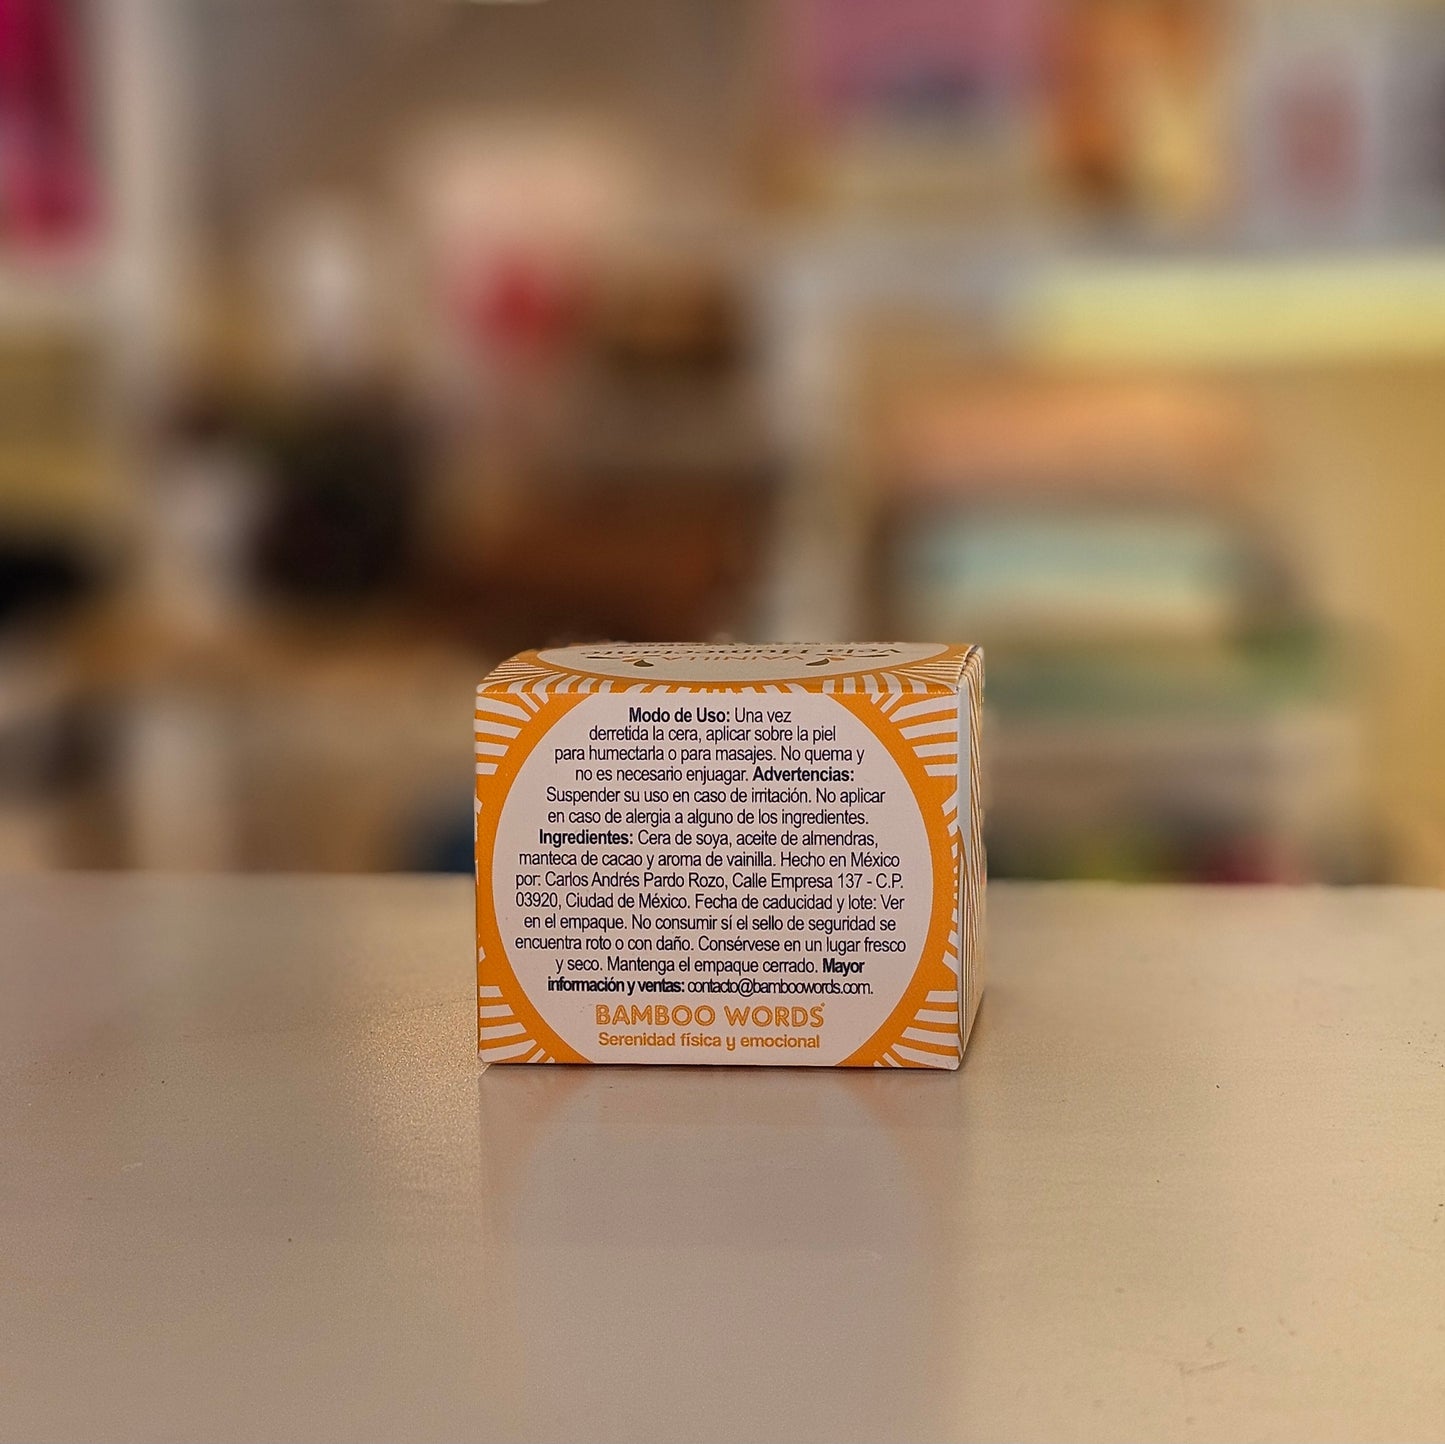 Vela Humectante
VAINILLA
Modo de Uso: Una vez
derretida la cera, aplicar sobre la piel
para humectarla o para masajes. No quema y
no es necesario enjuagar. Advertencias:
Suspender su uso en caso de irritación. No aplicar
en caso de alergia a alguno de los ingredientes.
Ingredientes: Cera de soya, aceite de almendras,
manteca de cacao y aroma de vainilla. Hecho en México
por: Carlos Andrés Pardo Rozo, Calle Empresa 137 - C.P.
03920, Ciudad de México. Fecha de caducidad y lote: Ver
en el empaque. No consumir sí el sello de seguridad se
encuentra roto o con daño. Consérvese en un lugar fresco
y seco. Mantenga el empaque cerrado. Mayor
información y ventas: contacto@bamboowords.com.
BAMBOO WORDS
Serenidad física y emocional